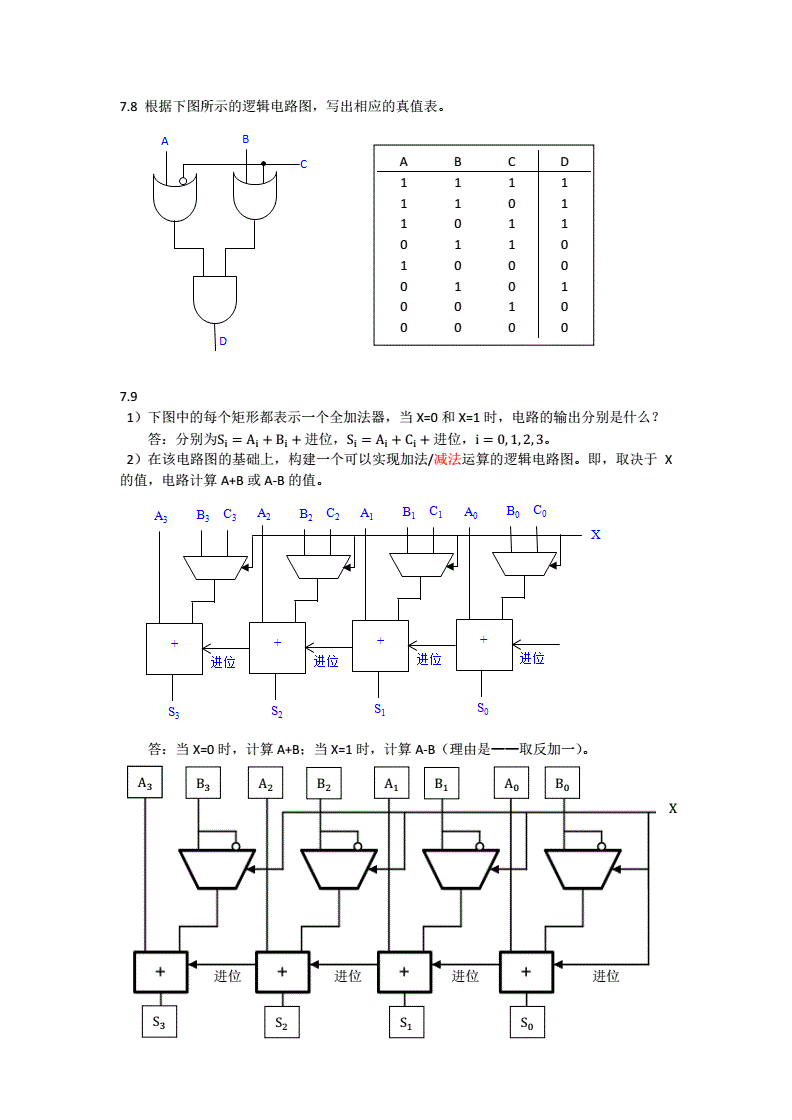 7.8 根据下图所示的逻辑电路图，写出相应的真值表。
A B
C
D
A B C D
1 1 1 1
1 1 0 1
1 0 1 1
0 1 1 0
1 0 0 0
0 1 0 1
0 0 1 0
0 0 0 0
7.9
1）下图中的每个矩形都表示一个全加法器，当 X=0 和 X=1 时，电路的输出分别是什么？
答：分别为Sᵢ = Aᵢ + Bᵢ + 进位，Sᵢ = Aᵢ + Cᵢ + 进位，i = 0, 1, 2, 3。
2）在该电路图的基础上，构建一个可以实现加法/减法运算的逻辑电路图。即，取决于 X
的值，电路计算 A+B 或 A-B 的值。
A₃ B₃ C₃ A₂ B₂ C₂ A₁ B₁ C₁ A₀ B₀ C₀
X
+ + + +
进位 进位 进位 进位
S₃ S₂ S₁ S₀
答：当 X=0 时，计算 A+B；当 X=1 时，计算 A-B（理由是——取反加一）。
A₃ B₃ A₂ B₂ A₁ B₁ A₀ B₀
X
+ + + +
进位 进位 进位 进位
S₃ S₂ S₁ S₀